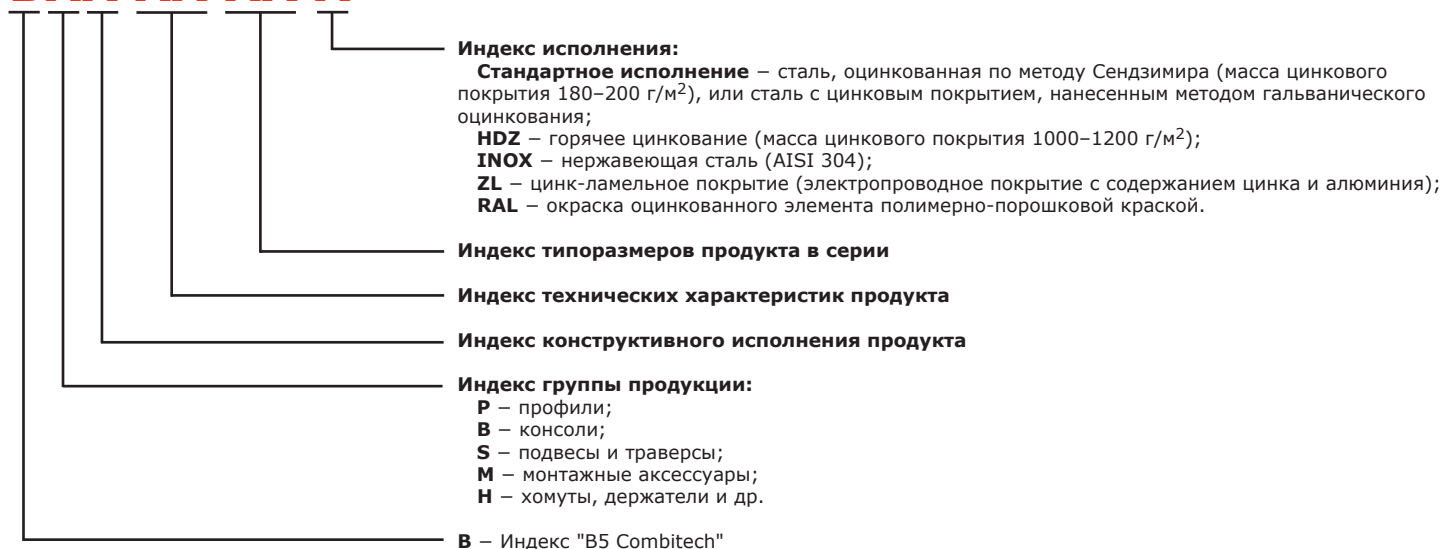 Индекс исполнения:
Стандартное исполнение − сталь, оцинкованная по методу Сендзимира (масса цинкового
покрытия 180–200 г/м²), или сталь с цинковым покрытием, нанесенным методом гальванического
оцинкования;
HDZ − горячее цинкование (масса цинкового покрытия 1000–1200 г/м²);
INOX − нержавеющая сталь (AISI 304);
ZL − цинк-ламельное покрытие (электропроводное покрытие с содержанием цинка и алюминия);
RAL − окраска оцинкованного элемента полимерно-порошковой краской.
Индекс типоразмеров продукта в серии
Индекс технических характеристик продукта
Индекс конструктивного исполнения продукта
Индекс группы продукции:
P − профили;
B − консоли;
S − подвесы и траверсы;
M − монтажные аксессуары;
H − хомуты, держатели и др.
B − Индекс "B5 Combitech"